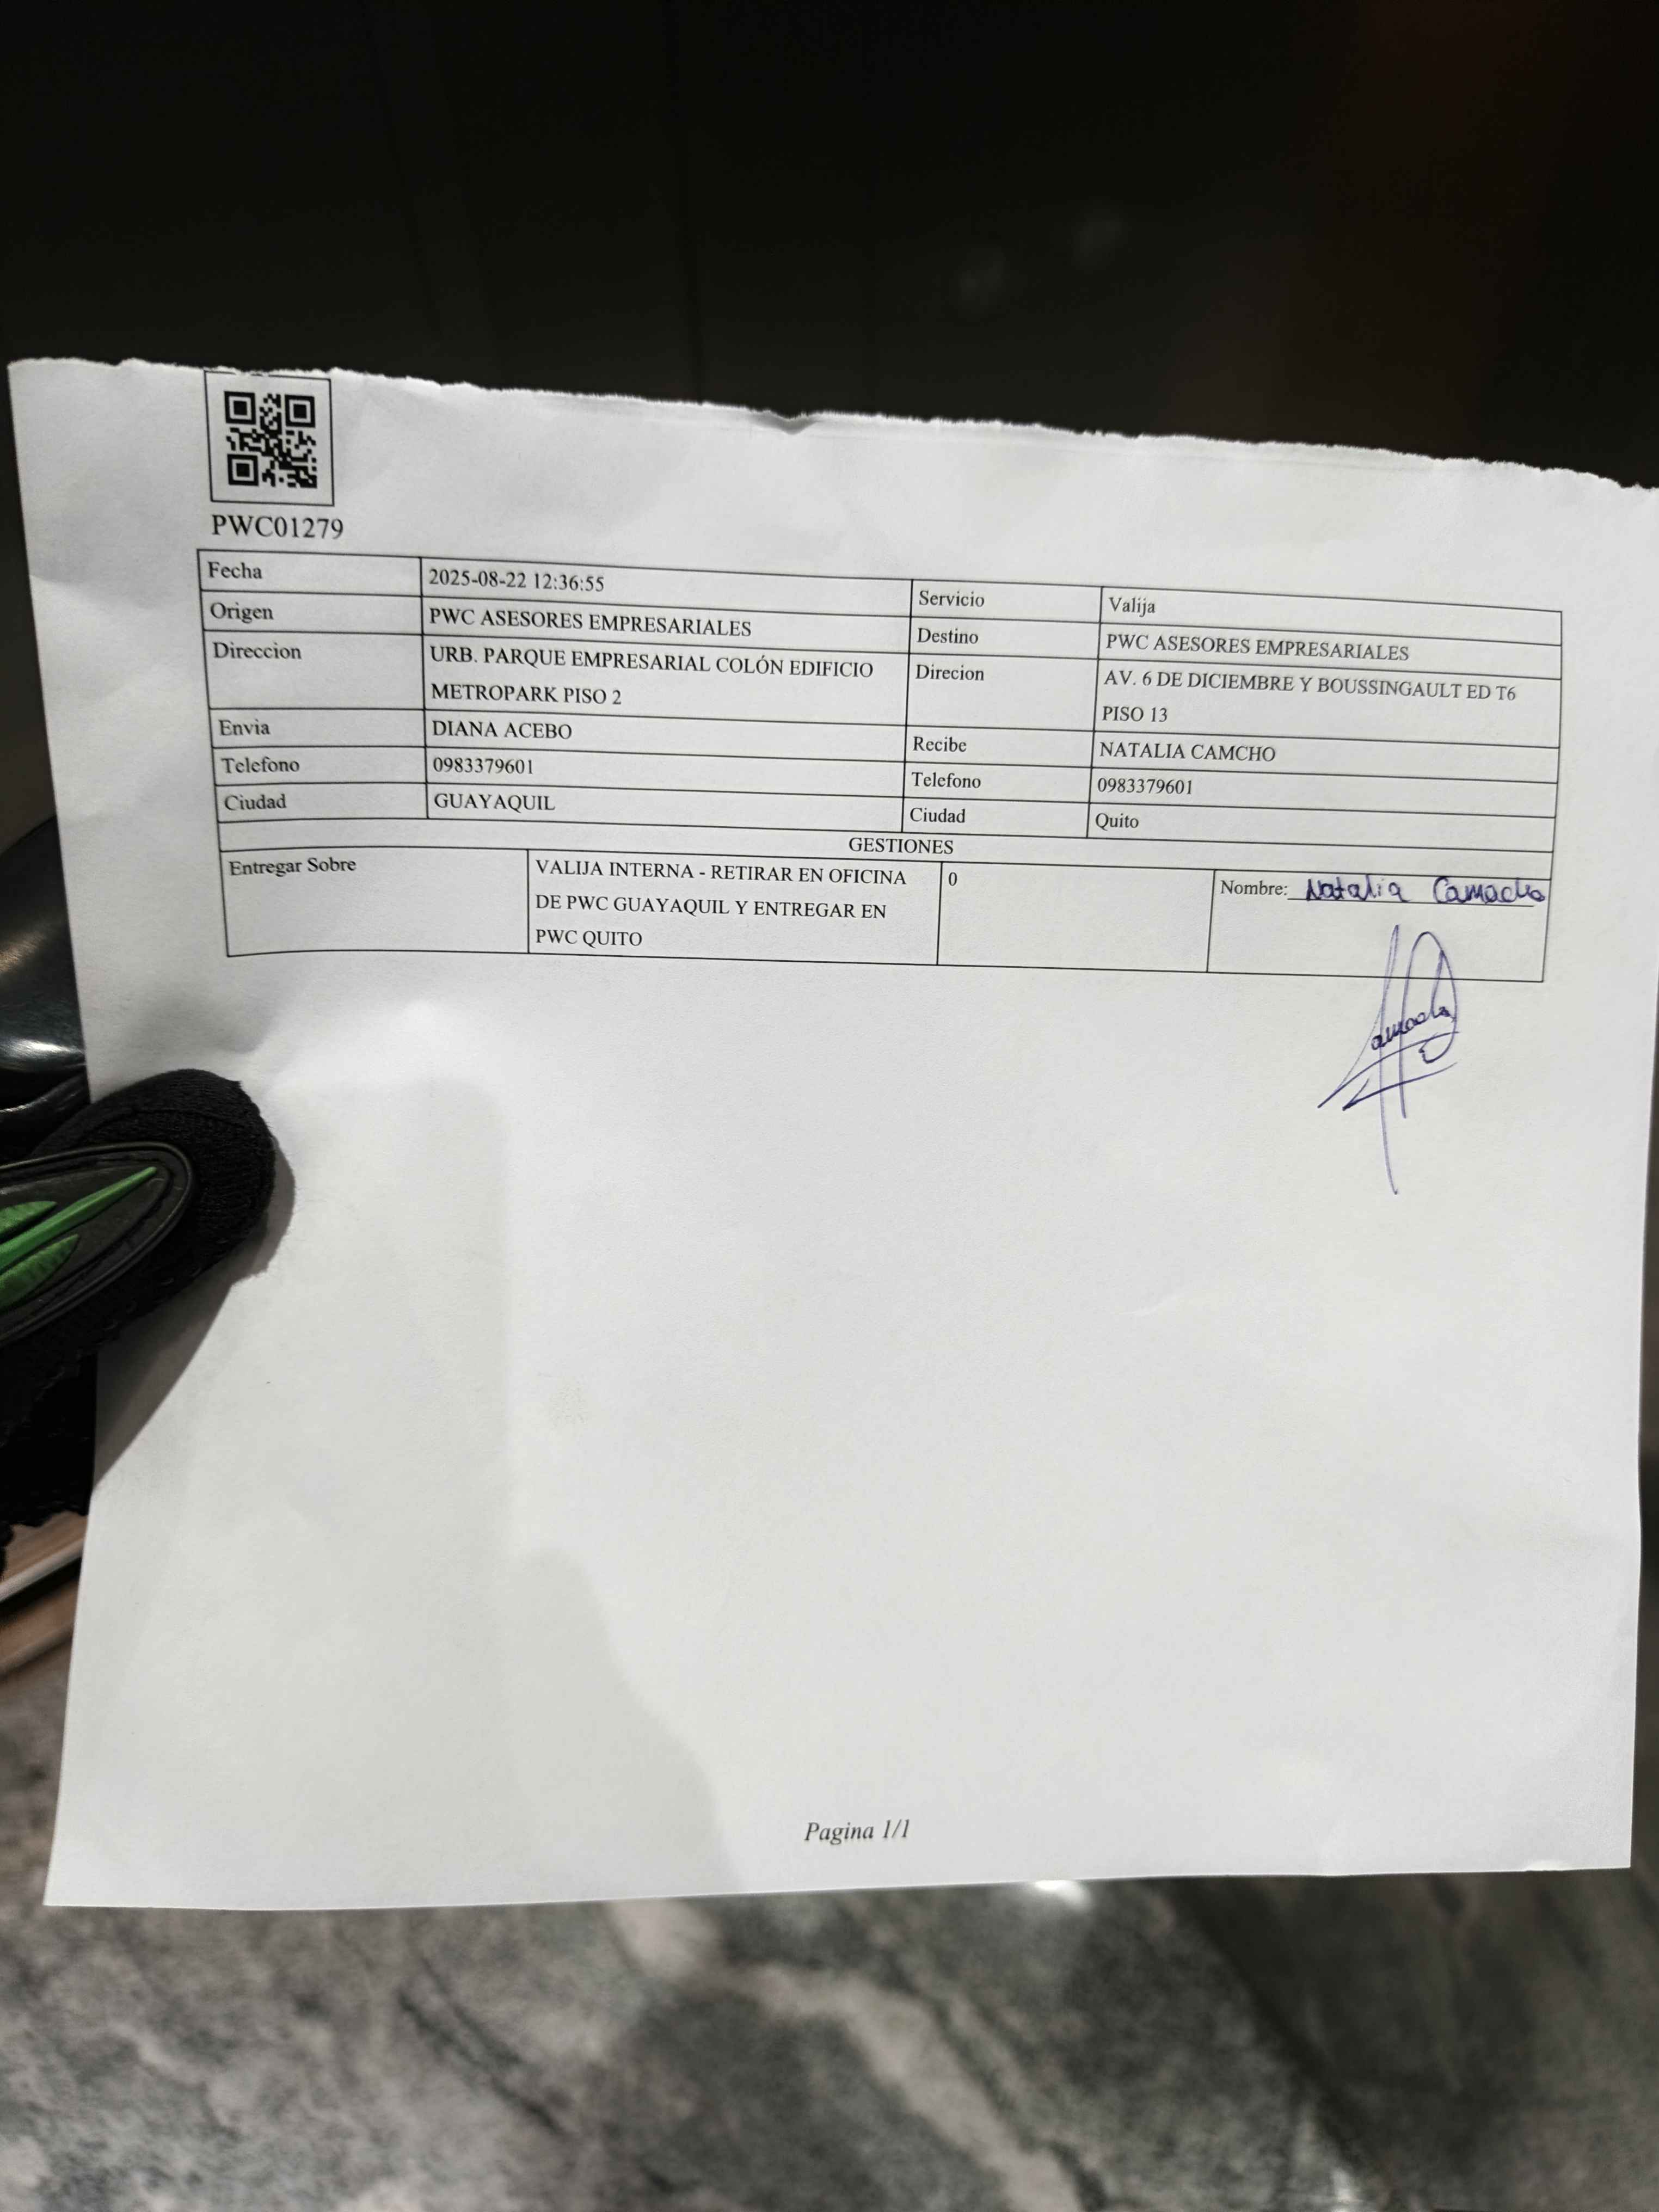 PWC01279
Fecha 2025-08-22 12:36:55 Servicio Valija
Origen PWC ASESORES EMPRESARIALES Destino PWC ASESORES EMPRESARIALES
Direccion URB. PARQUE EMPRESARIAL COLÓN EDIFICIO Direcion AV. 6 DE DICIEMBRE Y BOUSSINGAULT ED T6
METROPARK PISO 2 PISO 13
Envia DIANA ACEBO Recibe NATALIA CAMCHO
Telefono 0983379601 Telefono 0983379601
Ciudad GUAYAQUIL Ciudad Quito
GESTIONES
Entregar Sobre VALIJA INTERNA - RETIRAR EN OFICINA 0 Nombre: Natalia Camacho
DE PWC GUAYAQUIL Y ENTREGAR EN
PWC QUITO
Pagina 1/1